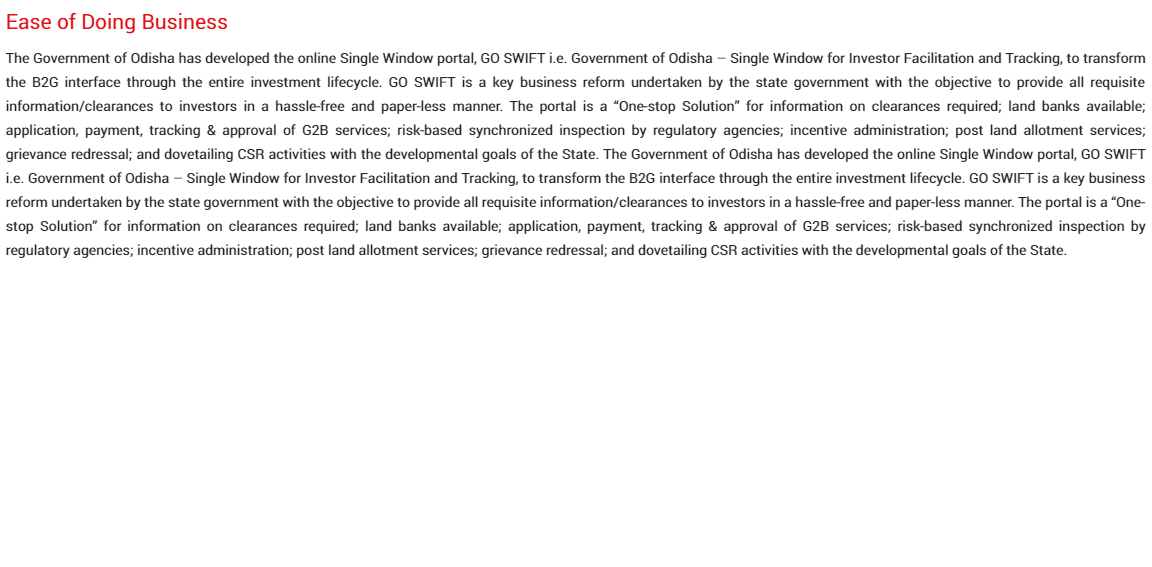 Ease of Doing Business
The Government of Odisha has developed the online Single Window portal, GO SWIFT i.e. Government of Odisha – Single Window for Investor Facilitation and Tracking, to transform
the B2G interface through the entire investment lifecycle. GO SWIFT is a key business reform undertaken by the state government with the objective to provide all requisite
information/clearances to investors in a hassle-free and paper-less manner. The portal is a “One-stop Solution” for information on clearances required; land banks available;
application, payment, tracking & approval of G2B services; risk-based synchronized inspection by regulatory agencies; incentive administration; post land allotment services;
grievance redressal; and dovetailing CSR activities with the developmental goals of the State. The Government of Odisha has developed the online Single Window portal, GO SWIFT
i.e. Government of Odisha – Single Window for Investor Facilitation and Tracking, to transform the B2G interface through the entire investment lifecycle. GO SWIFT is a key business
reform undertaken by the state government with the objective to provide all requisite information/clearances to investors in a hassle-free and paper-less manner. The portal is a “One-
stop Solution” for information on clearances required; land banks available; application, payment, tracking & approval of G2B services; risk-based synchronized inspection by
regulatory agencies; incentive administration; post land allotment services; grievance redressal; and dovetailing CSR activities with the developmental goals of the State.